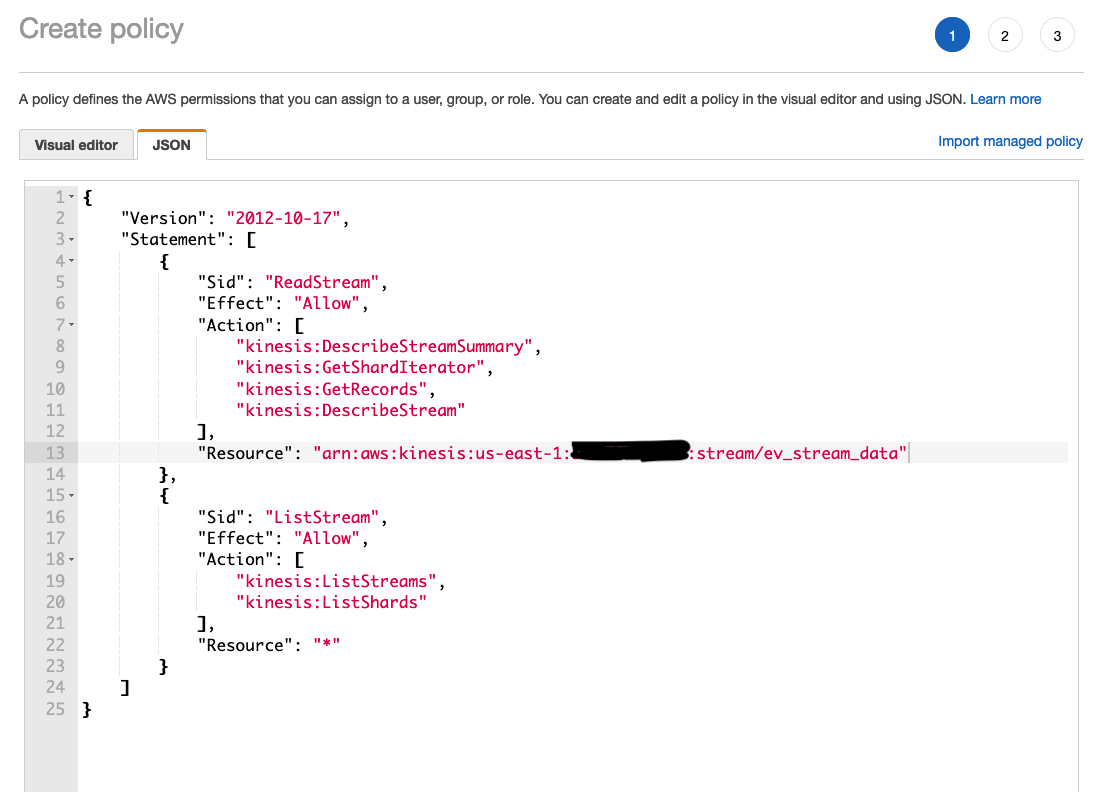 Create policy
1 2 3
A policy defines the AWS permissions that you can assign to a user, group, or role. You can create and edit a policy in the visual editor and using JSON. Learn more
Visual editor JSON Import managed policy
1 {
2 "Version": "2012-10-17",
3 "Statement": [
4 {
5 "Sid": "ReadStream",
6 "Effect": "Allow",
7 "Action": [
8 "kinesis:DescribeStreamSummary",
9 "kinesis:GetShardIterator",
10 "kinesis:GetRecords",
11 "kinesis:DescribeStream"
12 ],
13 "Resource": "arn:aws:kinesis:us-east-1: :stream/ev_stream_data"
14 },
15 {
16 "Sid": "ListStream",
17 "Effect": "Allow",
18 "Action": [
19 "kinesis:ListStreams",
20 "kinesis:ListShards"
21 ],
22 "Resource": "*"
23 }
24 ]
25 }